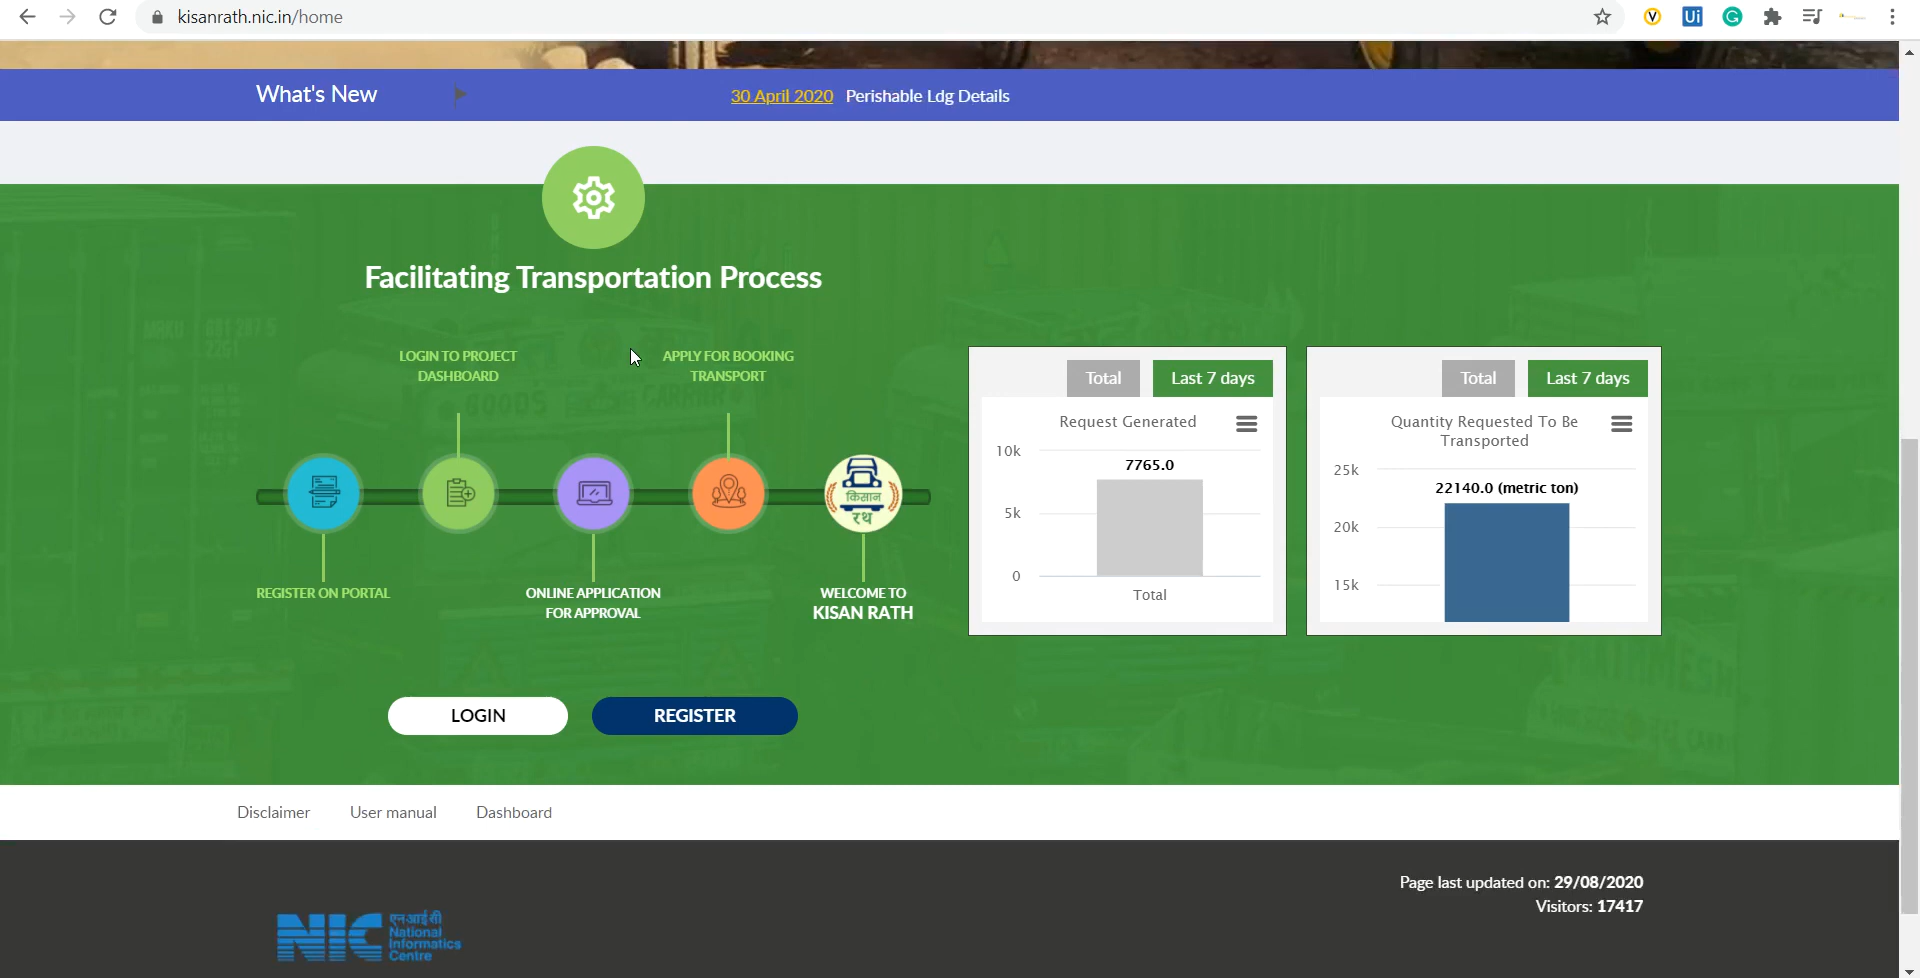 kisanrath.nic.in/home
What's New
30 April 2020 Perishable Ldg Details
Facilitating Transportation Process
LOGIN TO PROJECT
DASHBOARD
APPLY FOR BOOKING
TRANSPORT
किसान
रथ
REGISTER ON PORTAL
ONLINE APPLICATION
FOR APPROVAL
WELCOME TO
KISAN RATH
LOGIN
REGISTER
Total
Last 7 days
Request Generated
10k
7765.0
5k
0
Total
Total
Last 7 days
Quantity Requested To Be
Transported
25k
22140.0 (metric ton)
20k
15k
Disclaimer
User manual
Dashboard
NIC
एन आई सी
National
Informatics
Centre
Page last updated on: 29/08/2020
Visitors: 17417